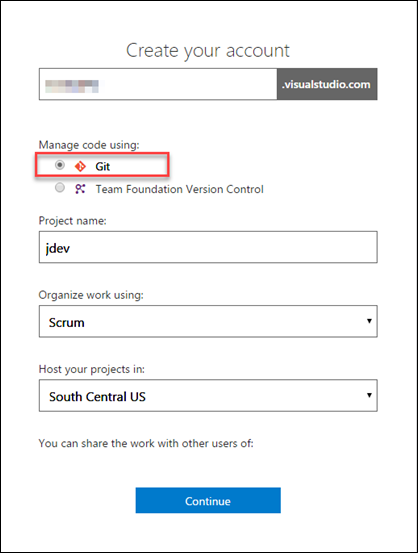 Create your account
.visualstudio.com
Manage code using:
Git
Team Foundation Version Control
Project name:
jdev
Organize work using:
Scrum
Host your projects in:
South Central US
You can share the work with other users of:
Continue